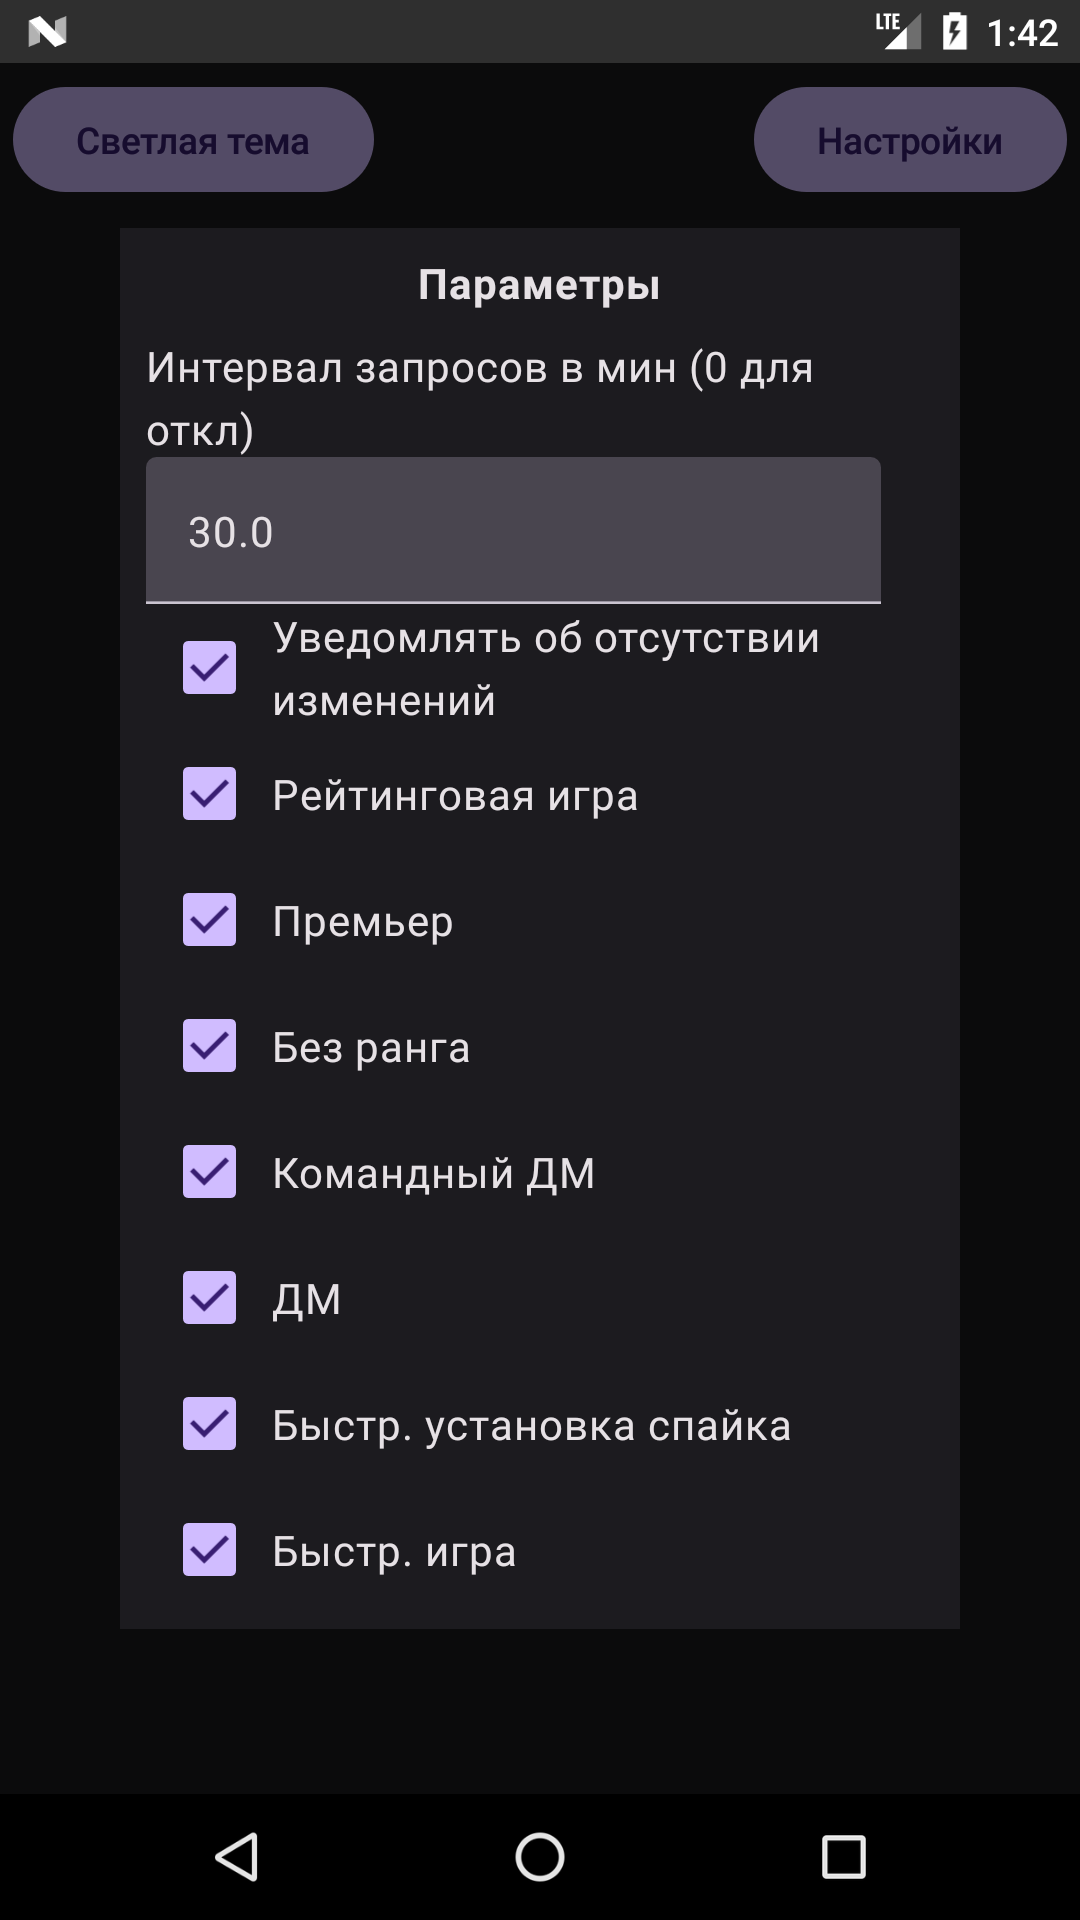 LTE 1:42
Светлая тема
Настройки
Параметры
Интервал запросов в мин (0 для
откл)
30.0
Уведомлять об отсутствии
изменений
Рейтинговая игра
Премьер
Без ранга
Командный ДМ
ДМ
Быстр. установка спайка
Быстр. игра